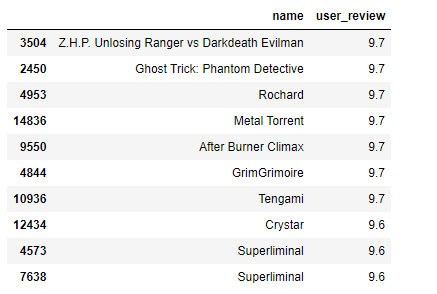 name user_review
3504 Z.H.P. Unlosing Ranger vs Darkdeath Evilman 9.7
2450 Ghost Trick: Phantom Detective 9.7
4953 Rochard 9.7
14836 Metal Torrent 9.7
9550 After Burner Climax 9.7
4844 GrimGrimoire 9.7
10936 Tengami 9.7
12434 Crystar 9.6
4573 Superliminal 9.6
7638 Superliminal 9.6